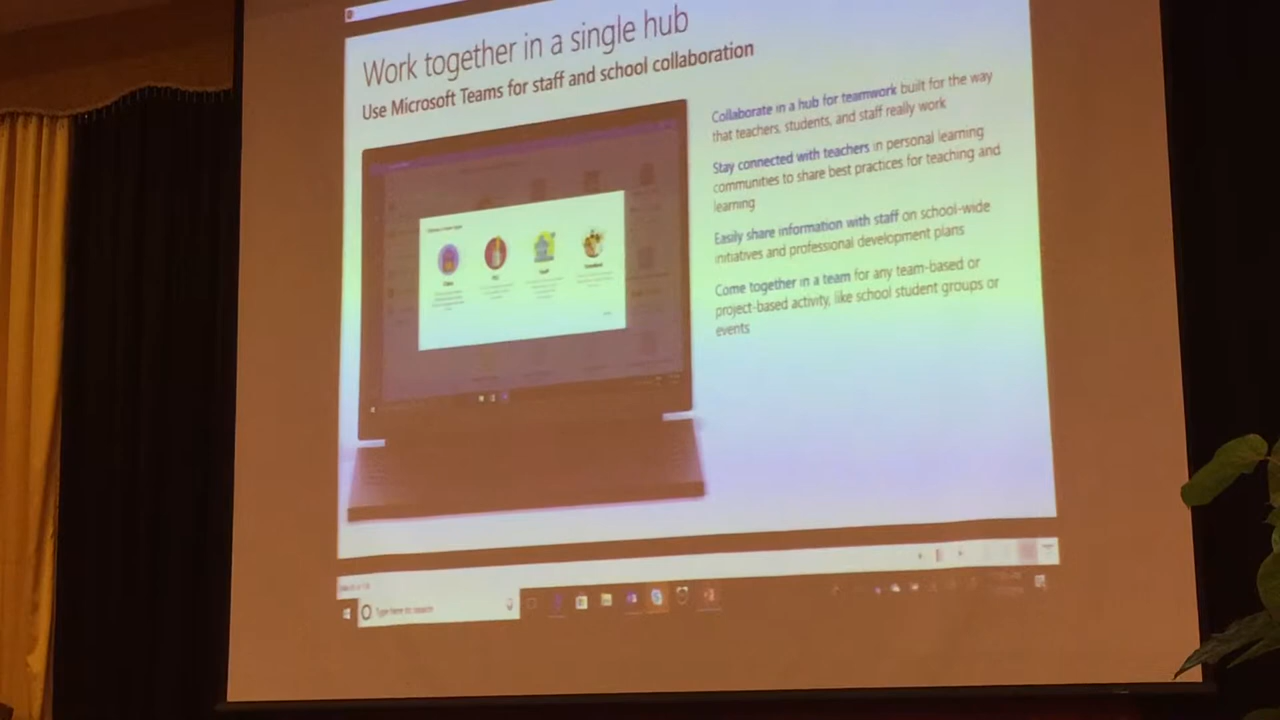 Work together in a single hub
Use Microsoft Teams for staff and school collaboration
Collaborate in a hub for teamwork built for the way
that teachers, students, and staff really work
Stay connected with teachers in personal learning
communities to share best practices for teaching and
learning
Easily share information with staff on school-wide
initiatives and professional development plans
Come together in a team for any team-based or
project-based activity, like school student groups or
events
Type here to search